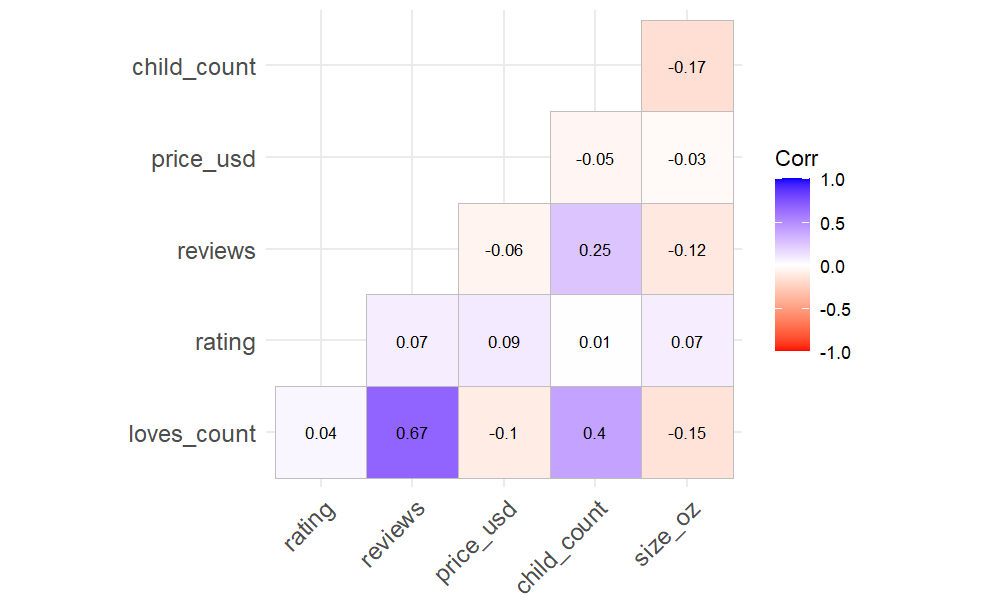 child_count -0.17
price_usd -0.05 -0.03
reviews -0.06 0.25 -0.12
rating 0.07 0.09 0.01 0.07
loves_count 0.04 0.67 -0.1 0.4 -0.15
rating reviews price_usd child_count size_oz
Corr
1.0
0.5
0.0
-0.5
-1.0